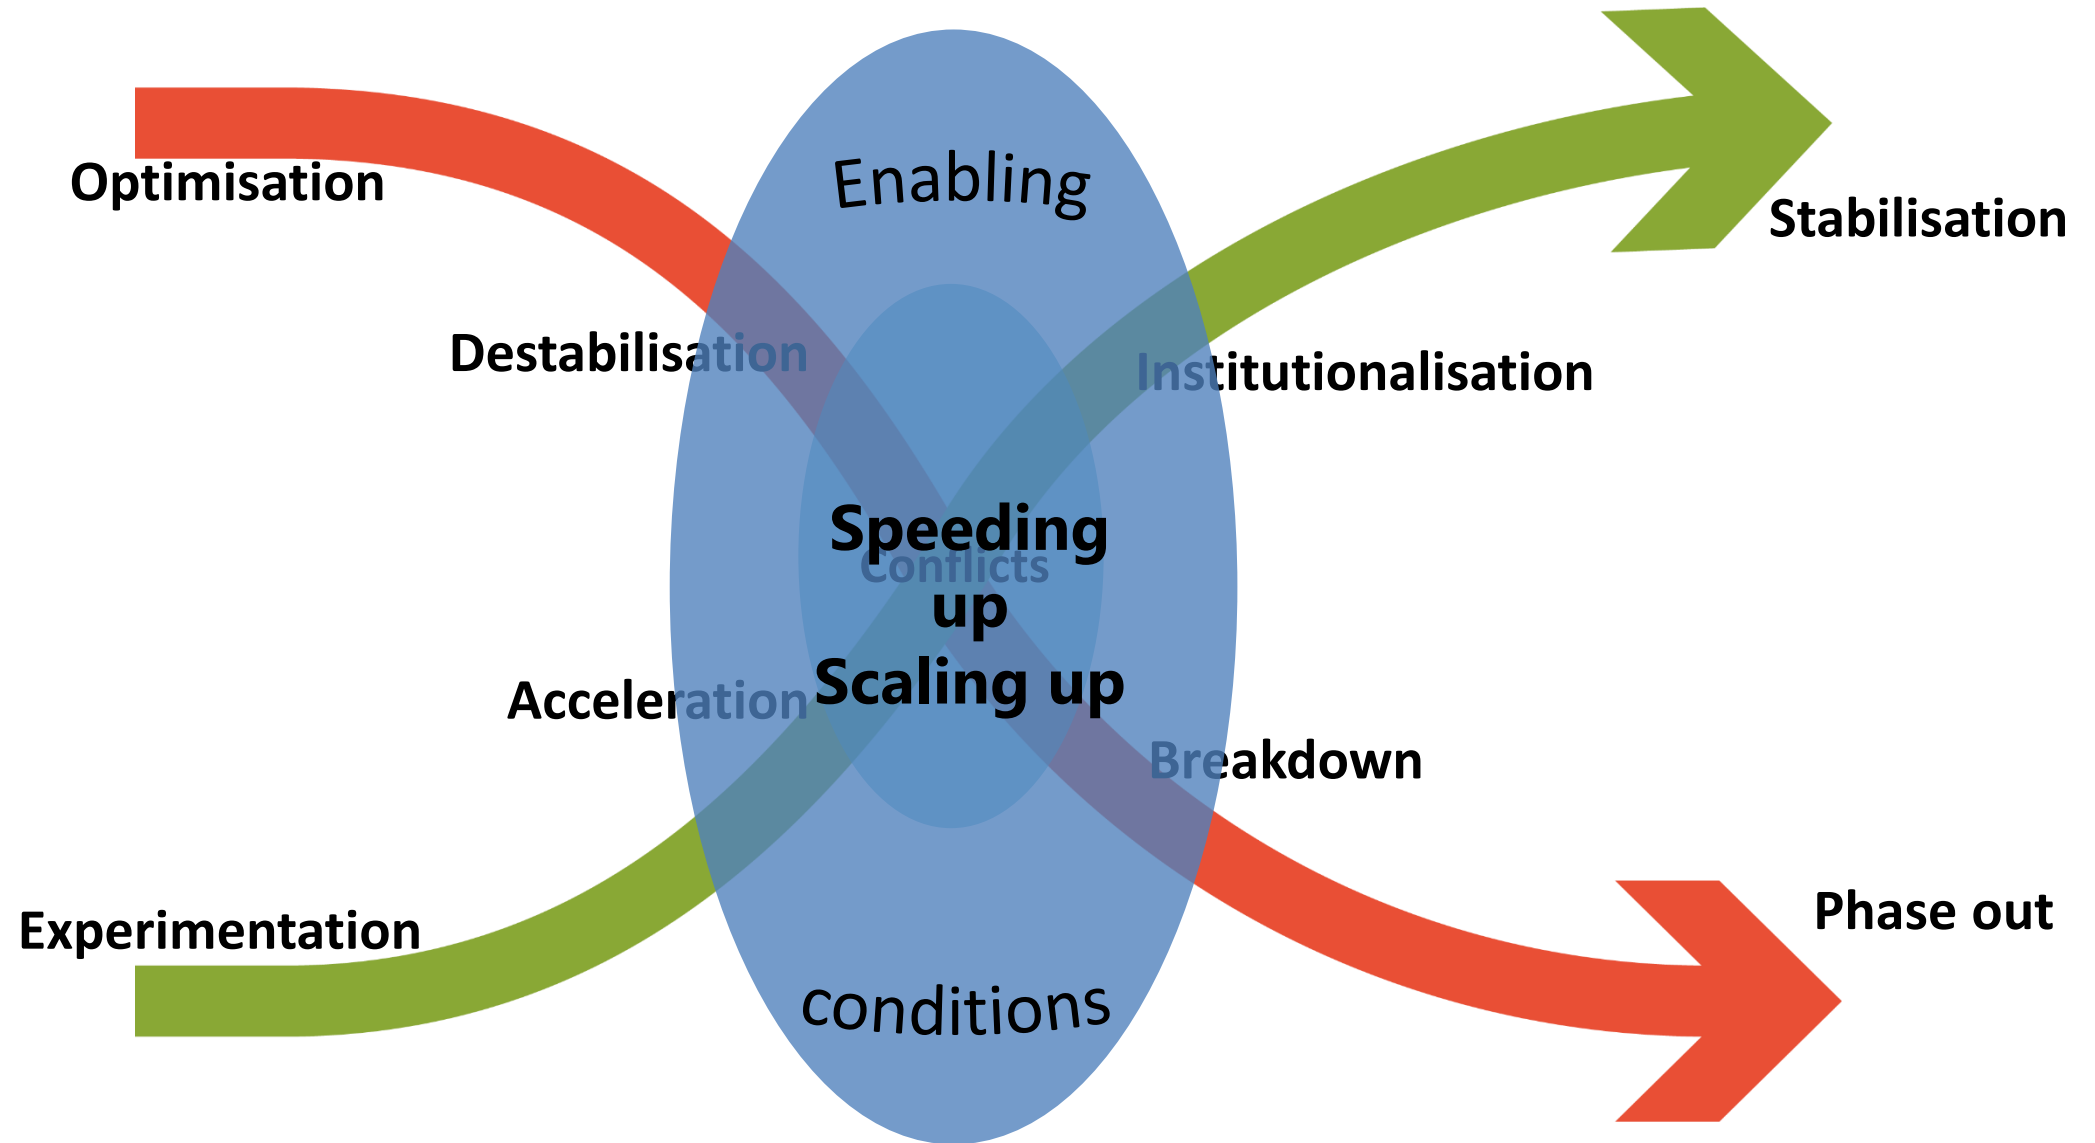 Enabling
Optimisation
Stabilisation
Destabilisation
Institutionalisation
Speeding
Conflicts
up
Scaling up
Acceleration
Breakdown
Phase out
Experimentation
conditions